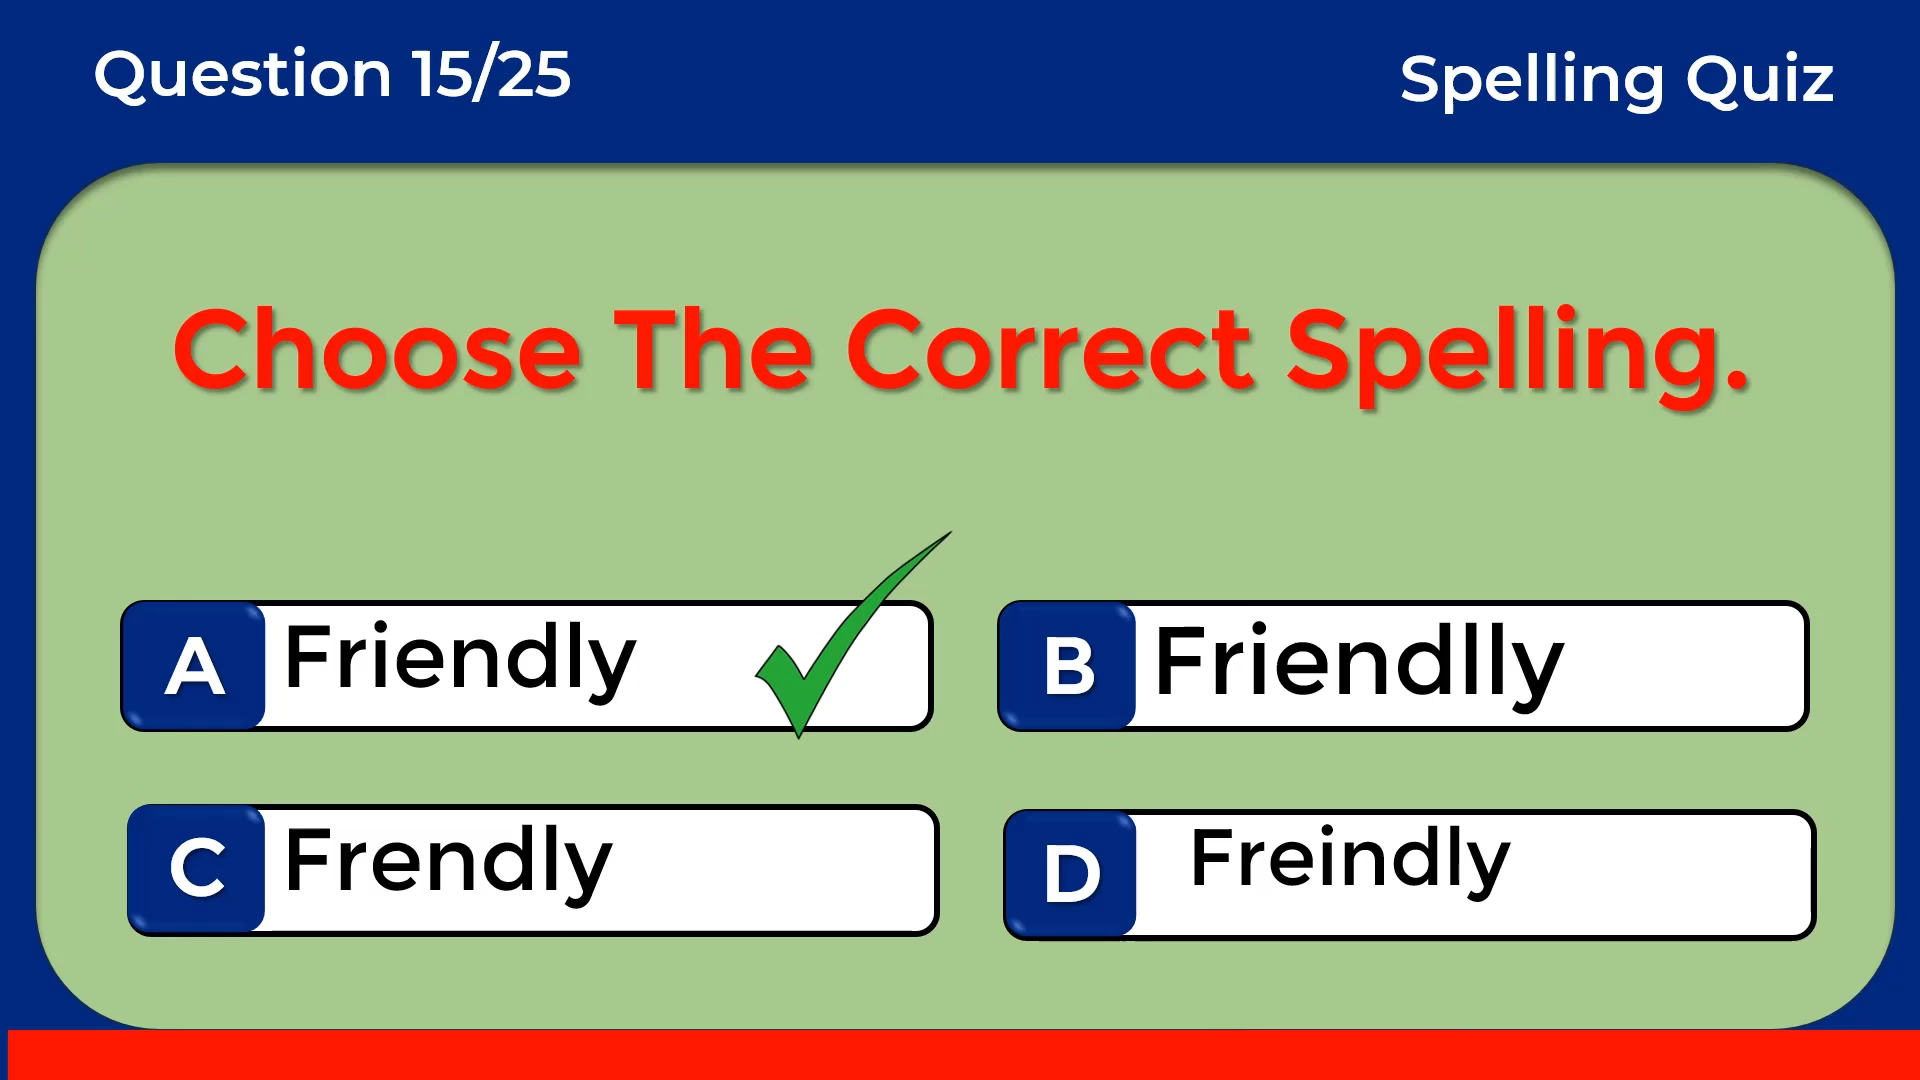 Question 15/25
Spelling Quiz
Choose The Correct Spelling.
A Friendly
B Friendlly
C Frendly
D Freindly